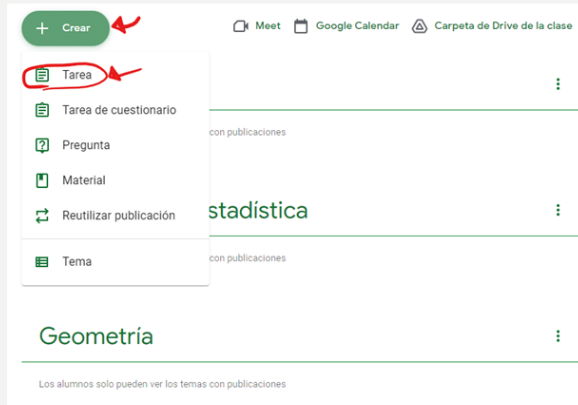 Crear
Meet
Google Calendar
Carpeta de Drive de la clase
Tarea
Tarea de cuestionario
con publicaciones
Pregunta
Material
Reutilizar publicación
stadística
con publicaciones
Tema
Geometría
Los alumnos solo pueden ver los temas con publicaciones